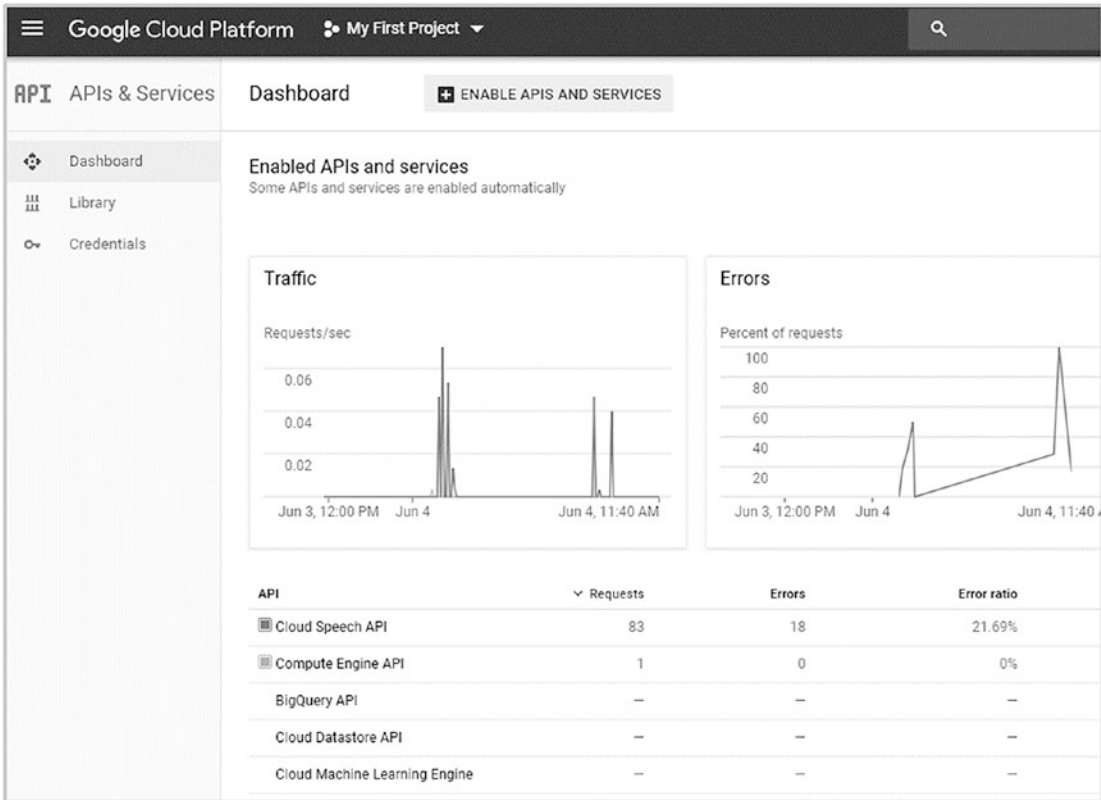 Google Cloud Platform My First Project
API APIs & Services Dashboard ENABLE APIS AND SERVICES
Dashboard
Library
Credentials
Enabled APIs and services
Some APIs and services are enabled automatically
Traffic
Requests/sec
0.06
0.04
0.02
Jun 3, 12:00 PM Jun 4 Jun 4, 11:40 AM
Errors
Percent of requests
100
80
60
40
20
Jun 3, 12:00 PM Jun 4 Jun 4, 11:40
API Requests Errors Error ratio
Cloud Speech API 83 18 21.69%
Compute Engine API 1 0 0%
BigQuery API — — —
Cloud Datastore API — — —
Cloud Machine Learning Engine — — —